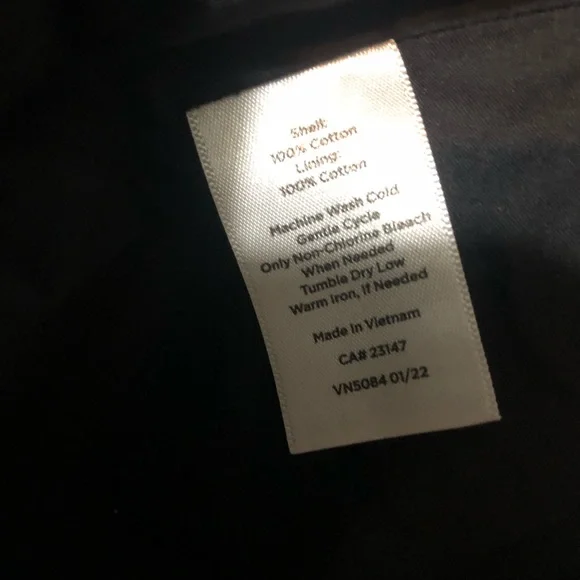 Shell:
100% Cotton
Lining:
100% Cotton
Machine Wash Cold
Gentle Cycle
Only Non-Chlorine Bleach
When Needed
Tumble Dry Low
Warm Iron, If Needed
Made In Vietnam
CA# 23147
VN5084 01/22